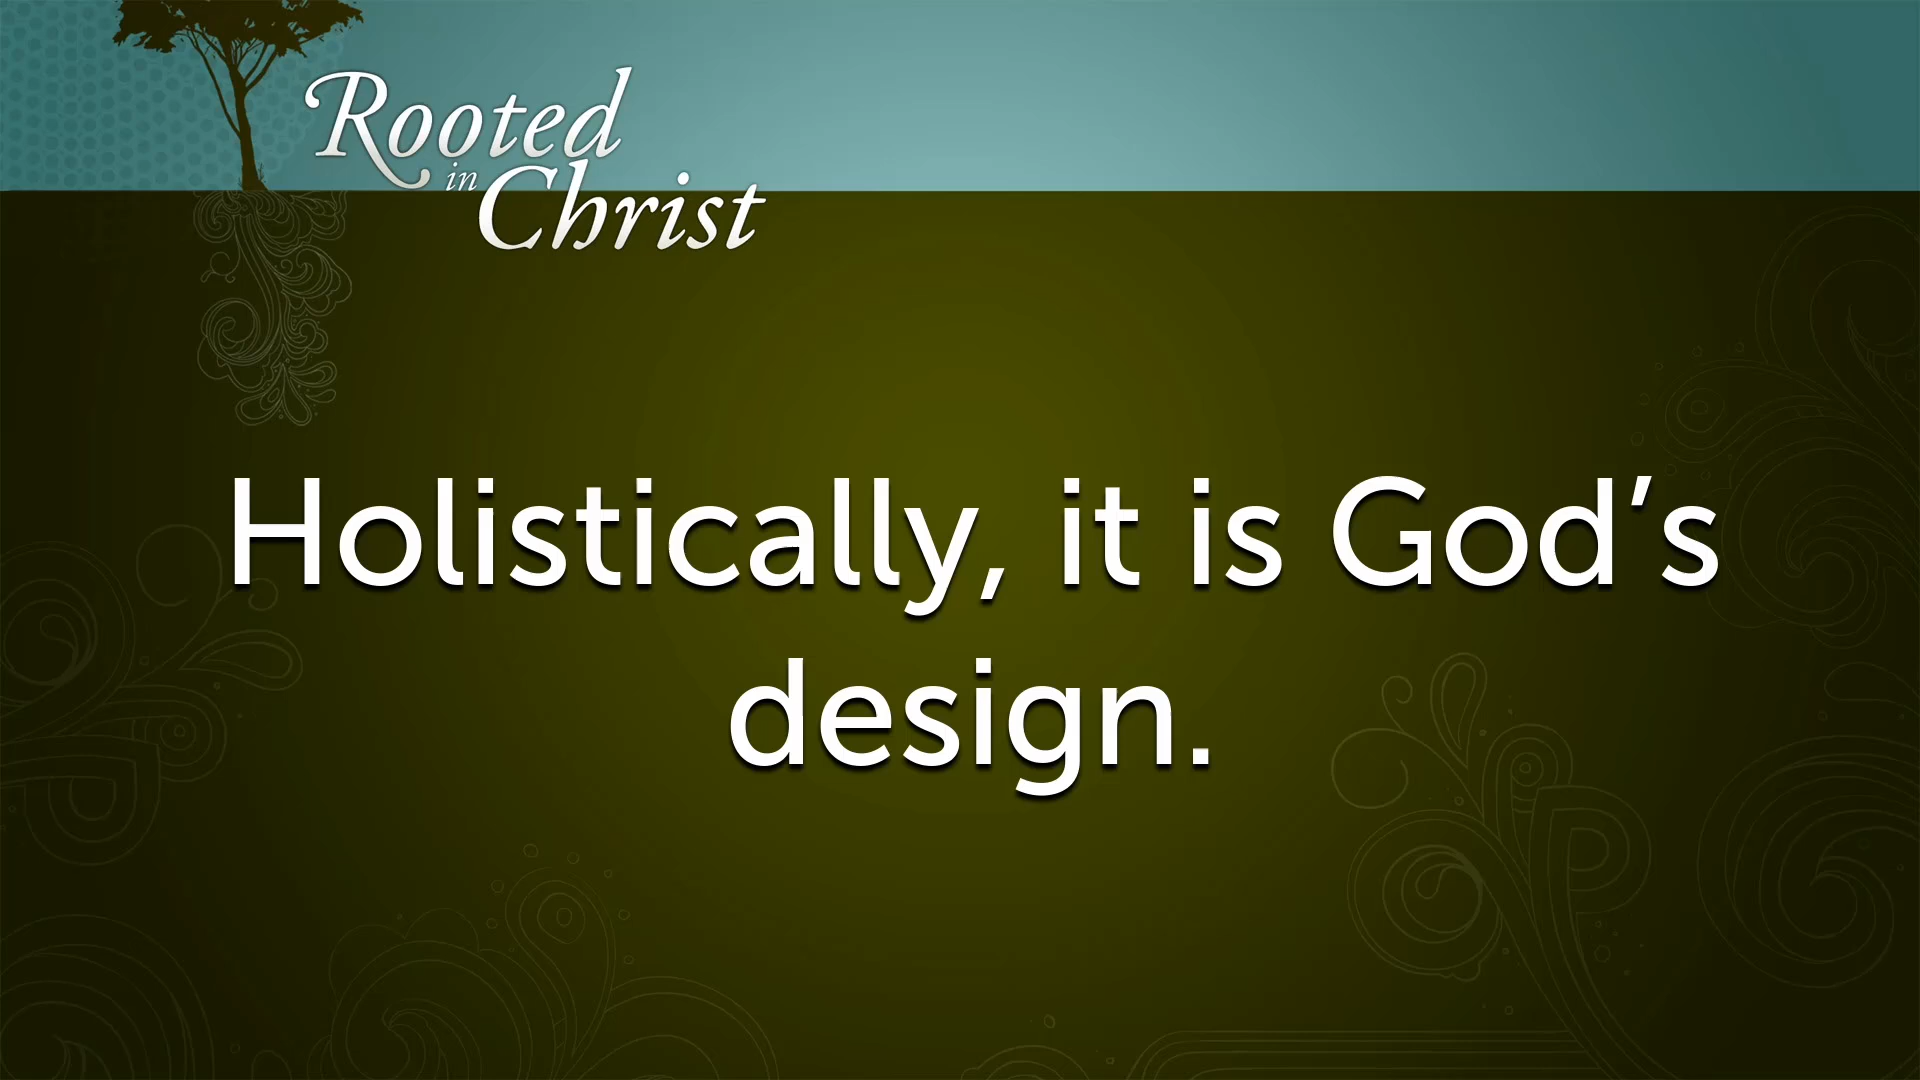 Rooted
in
Christ
Holistically, it is God’s
design.